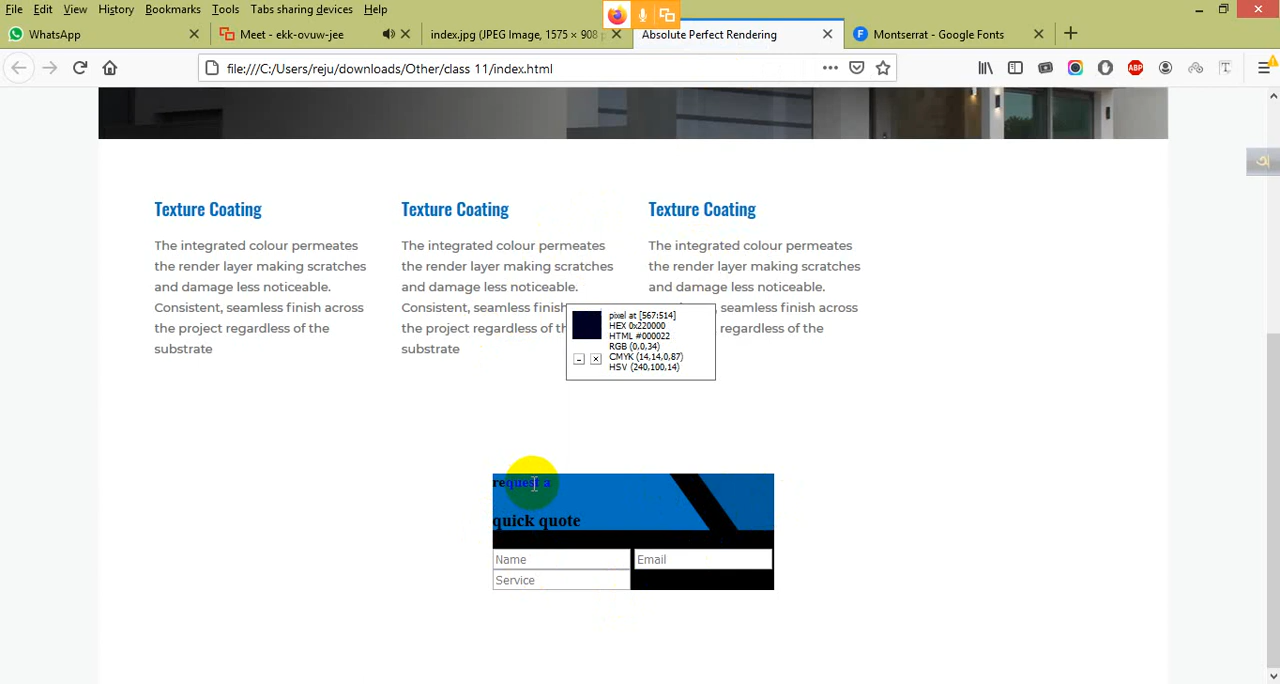 File Edit View History Bookmarks Tools Tabs sharing devices Help
WhatsApp
Meet - ekk-ovuw-jee
index.jpg (JPEG Image, 1575 × 908 p
Absolute Perfect Rendering
Montserrat - Google Fonts
file:///C:/Users/reju/downloads/Other/class 11/index.html
ABP
Texture Coating
The integrated colour permeates
the render layer making scratches
and damage less noticeable.
Consistent, seamless finish across
the project regardless of the
substrate
Texture Coating
The integrated colour permeates
the render layer making scratches
and damage less noticeable.
Consistent, seamless finish
the project regardless of th
substrate
Texture Coating
The integrated colour permeates
the render layer making scratches
and damage less noticeable.
, seamless finish across
regardless of the
pixel at [567:514]
HEX 0x220000
HTML #000022
RGB (0,0,34)
CMYK (14,14,0,87)
HSV (240,100,14)
request a
quick quote
Name
Email
Service